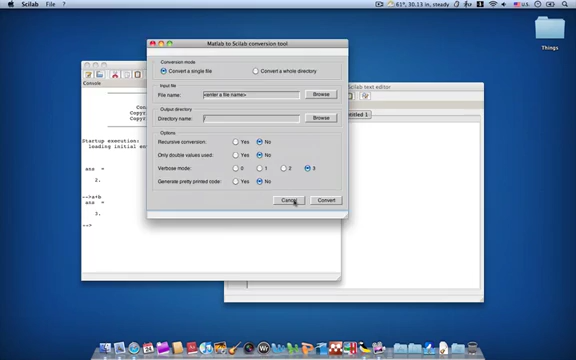 Scilab File ?
61°, 30.13 in, steady
U.S.
Things
Matlab to Scilab conversion tool
Conversion mode
Convert a single file Convert a whole directory
Input file
File name: <enter a file name> Browse
Output directory
Directory name: / Browse
Options
Recursive conversion: Yes No
Only double values used: Yes No
Verbose mode: 0 1 2 3
Generate pretty printed code: Yes No
Cancel Convert
Console
Startup execution:
loading initial
ans =
2.
-->a+b
ans =
3.
-->
Scilab text editor